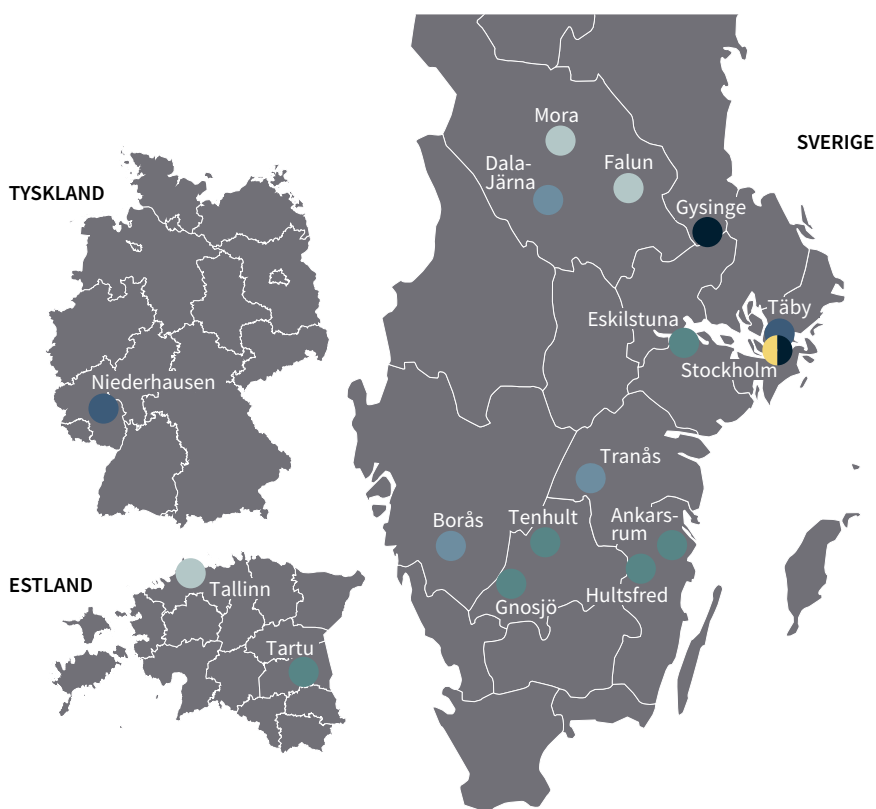 TYSKLAND
Niederhausen
ESTLAND
Tallinn
Tartu
SVERIGE
Mora
Dala-
Järna
Falun
Gysinge
Täby
Eskilstuna
Stockholm
Tranås
Borås
Tenhult
Ankars-
rum
Gnosjö
Hultsfred